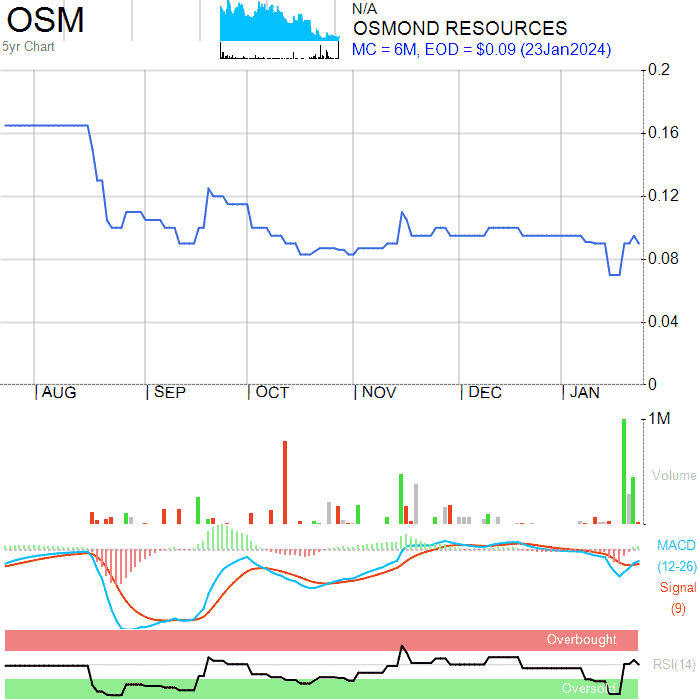 OSM
5yr Chart
N/A
OSMOND RESOURCES
MC = 6M, EOD = $0.09 (23Jan2024)
0.2
0.16
0.12
0.08
0.04
0
AUG SEP OCT NOV DEC JAN
1M
Volume
MACD
(12-26)
Signal
(9)
Overbought
RSI(14)
Oversold